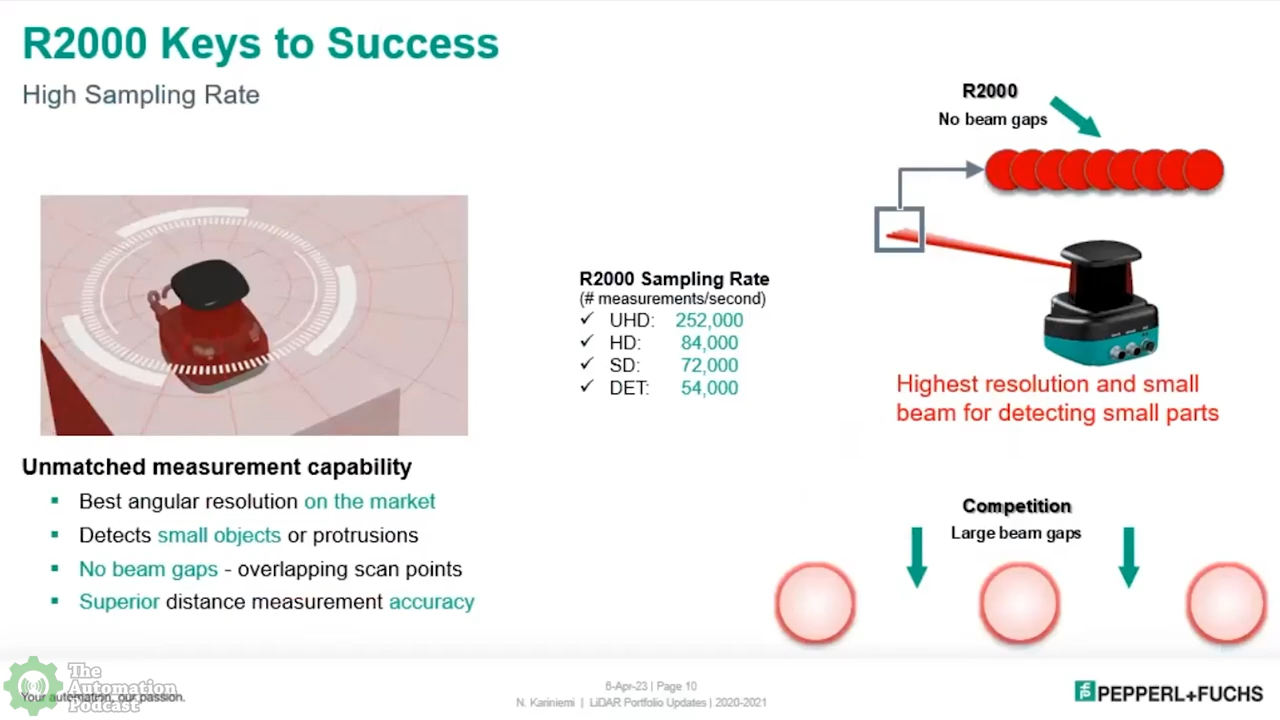 R2000 Keys to Success
High Sampling Rate
R2000
No beam gaps
R2000 Sampling Rate
(# measurements/second)
✓ UHD: 252,000
✓ HD: 84,000
✓ SD: 72,000
✓ DET: 54,000
Highest resolution and small
beam for detecting small parts
Unmatched measurement capability
▪ Best angular resolution on the market
▪ Detects small objects or protrusions
▪ No beam gaps - overlapping scan points
▪ Superior distance measurement accuracy
Competition
Large beam gaps
The
Automation
Podcast
Your automation, our passion.
6-Apr-23 | Page 10
N. Kariniemi | LiDAR Portfolio Updates | 2020-2021
PEPPERL+FUCHS